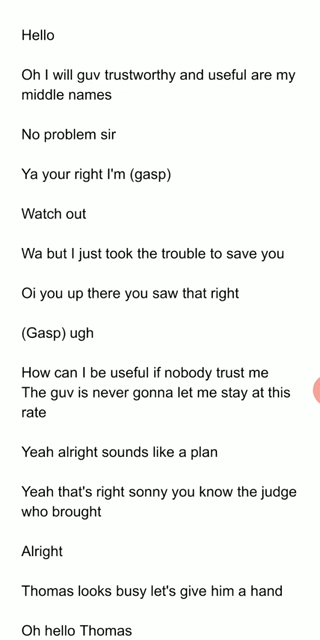 Hello
Oh I will guv trustworthy and useful are my
middle names
No problem sir
Ya your right I'm (gasp)
Watch out
Wa but I just took the trouble to save you
Oi you up there you saw that right
(Gasp) ugh
How can I be useful if nobody trust me
The guv is never gonna let me stay at this
rate
Yeah alright sounds like a plan
Yeah that's right sonny you know the judge
who brought
Alright
Thomas looks busy let's give him a hand
Oh hello Thomas